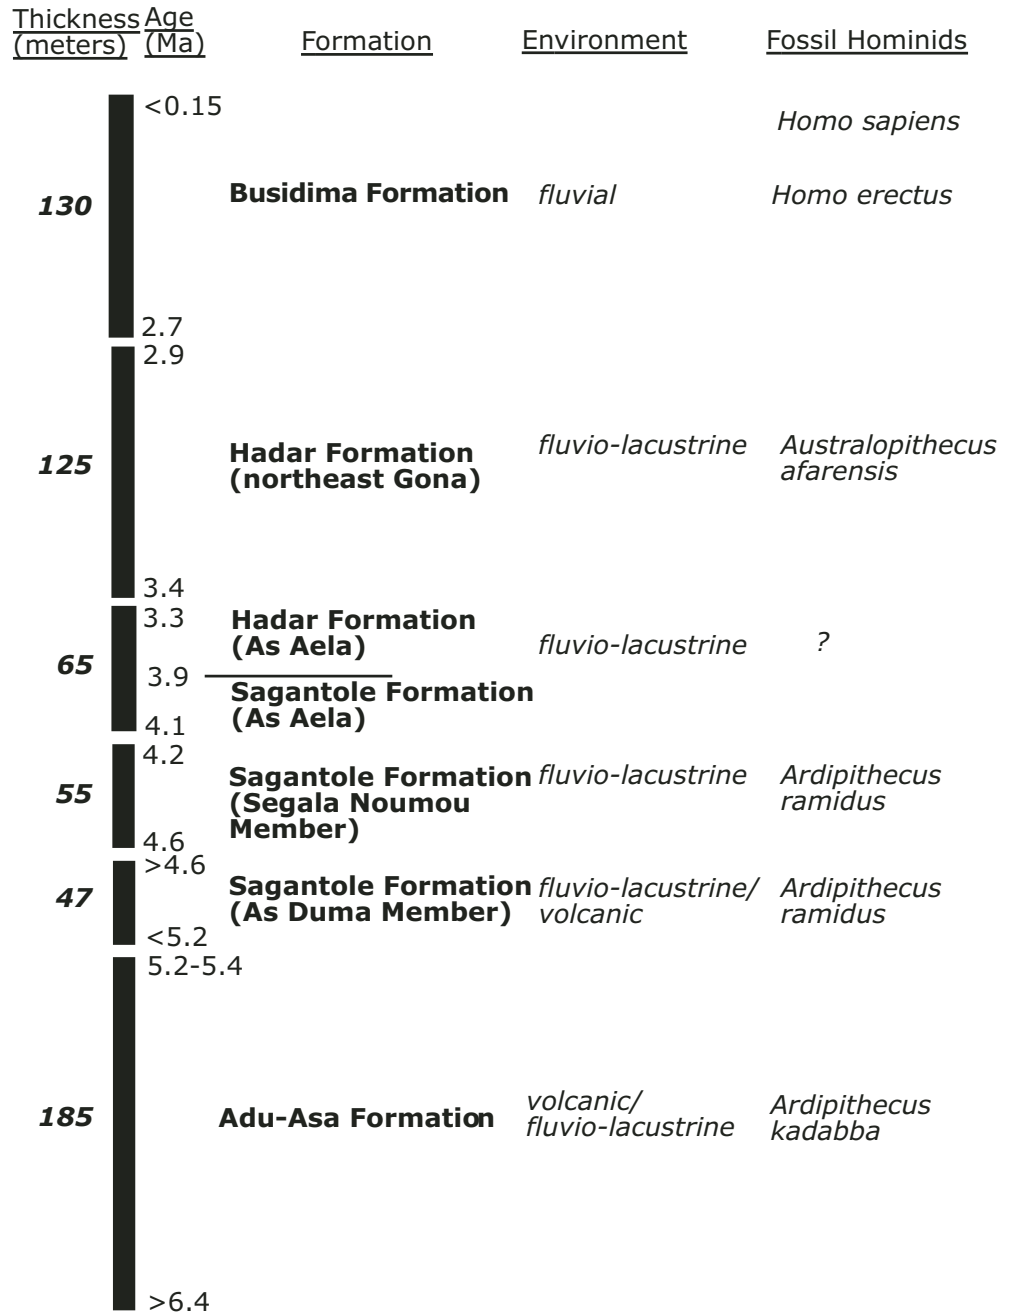 Thickness Age
(meters) (Ma) Formation Environment Fossil Hominids
<0.15
Homo sapiens
130 Busidima Formation fluvial Homo erectus
2.7
2.9
125 Hadar Formation fluvio-lacustrine Australopithecus
(northeast Gona) afarensis
3.4
3.3 Hadar Formation
(As Aela) fluvio-lacustrine ?
65
3.9
Sagantole Formation
(As Aela)
4.1
4.2
55 Sagantole Formation fluvio-lacustrine Ardipithecus
(Segala Noumou ramidus
Member)
4.6
>4.6
47 Sagantole Formation fluvio-lacustrine/ Ardipithecus
(As Duma Member) volcanic ramidus
<5.2
5.2-5.4
185 Adu-Asa Formation volcanic/ Ardipithecus
fluvio-lacustrine kadabba
>6.4